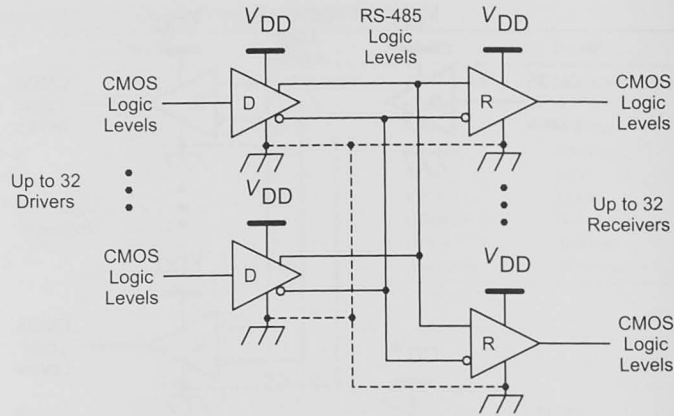 VDD
RS-485
Logic
Levels
VDD
CMOS
Logic
Levels
D
R
CMOS
Logic
Levels
Up to 32
Drivers
VDD
Up to 32
Receivers
VDD
CMOS
Logic
Levels
D
R
CMOS
Logic
Levels